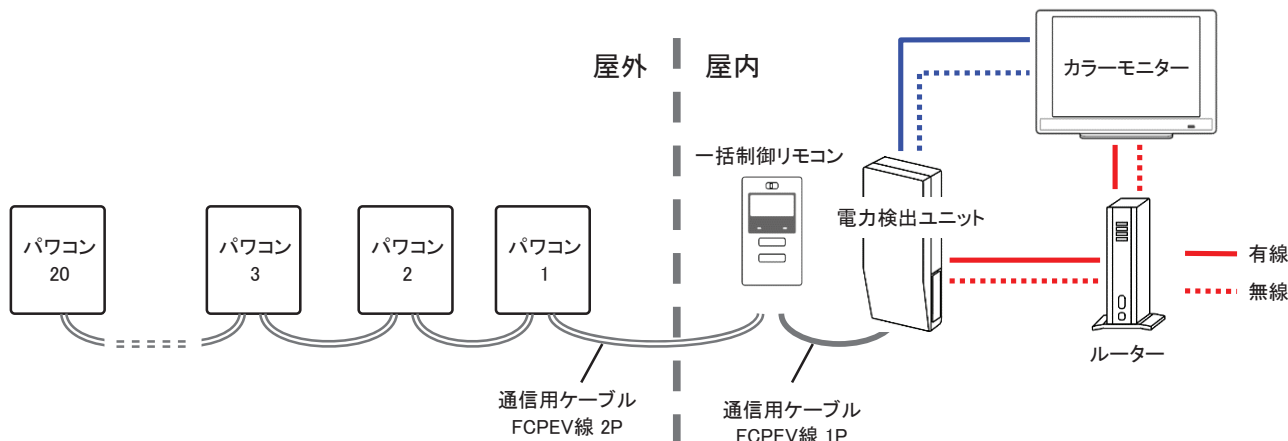 屋外
屋内
カラーモニター
一括制御リモコン
電力検出ユニット
パワコン
20
パワコン
3
パワコン
2
パワコン
1
有線
無線
ルーター
通信用ケーブル
FCPEV線 2P
通信用ケーブル
FCPEV線 1P